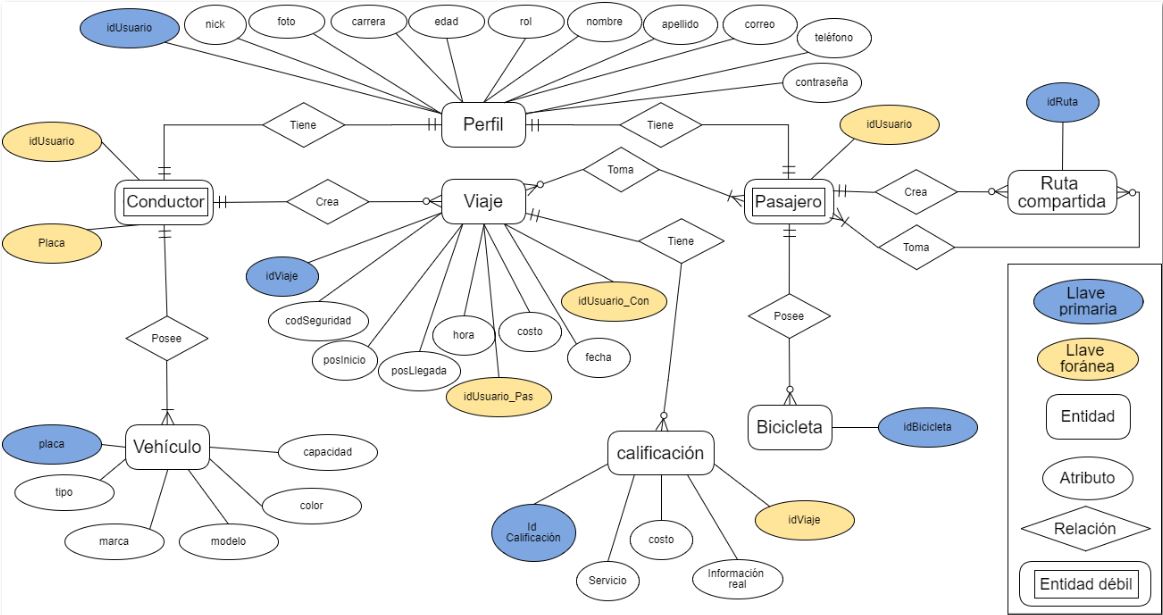 idUsuario
nick
foto
carrera
edad
rol
nombre
apellido
correo
teléfono
contraseña
idUsuario
Tiene
Perfil
Tiene
idUsuario
idRuta
Conductor
Crea
Viaje
Toma
Pasajero
Crea
Ruta
compartida
Placa
Tiene
Toma
idViaje
codSeguridad
posInicio
posLlegada
hora
costo
idUsuario_Con
fecha
idUsuario_Pas
Posee
Posee
placa
Vehículo
capacidad
tipo
color
marca
modelo
calificación
Bicicleta
idBicicleta
Id
Calificación
Servicio
costo
Información
real
idViaje
Llave
primaria
Llave
foránea
Entidad
Atributo
Relación
Entidad débil